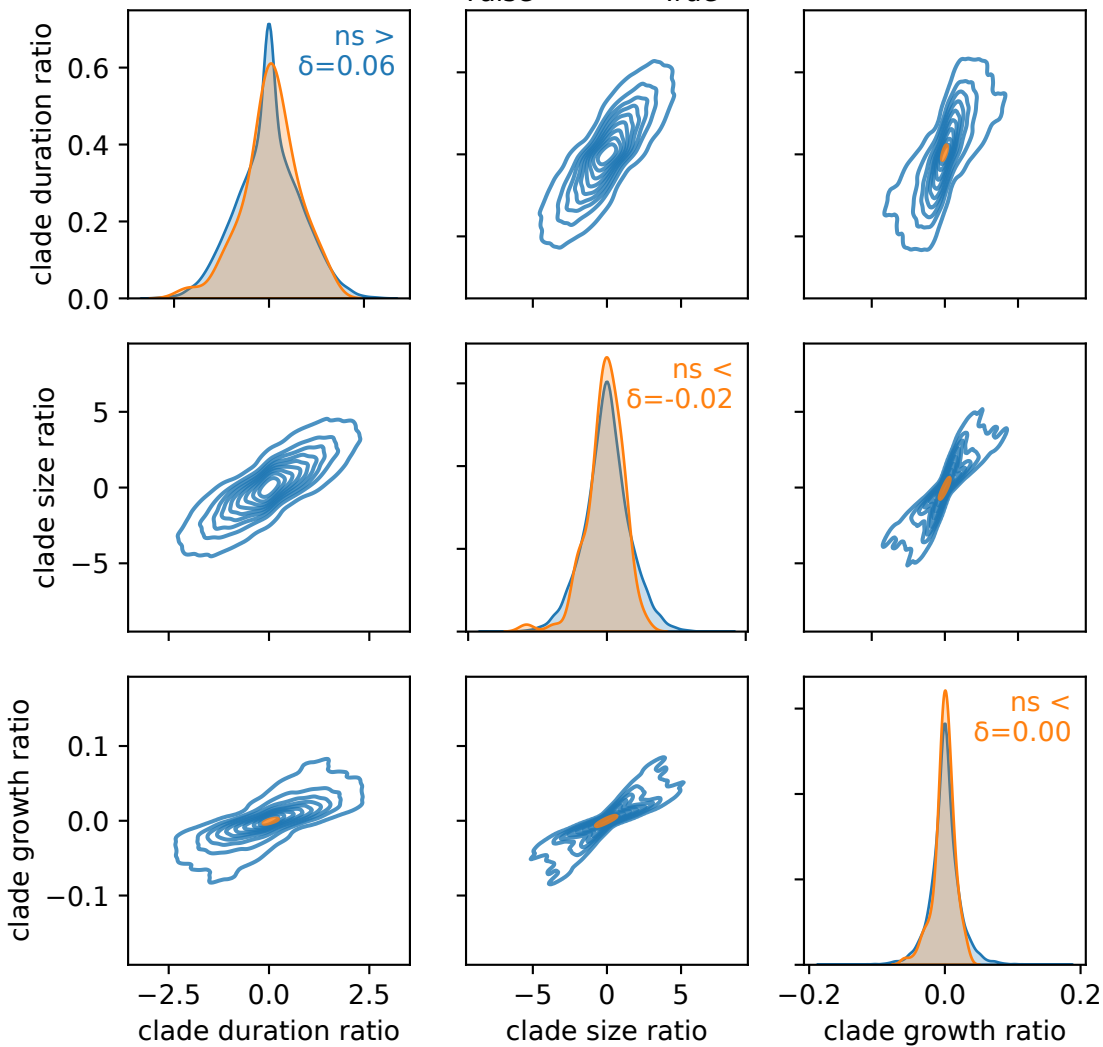 ns >
δ=0.06
clade duration ratio
0.6
0.4
0.2
0.0
−5
0
5
ns <
δ=-0.02
clade size ratio
5
0
−5
ns <
δ=0.00
clade growth ratio
0.1
0.0
−0.1
−2.5
0.0
2.5
−5
0
5
−0.2
0.0
0.2
clade duration ratio
clade size ratio
clade growth ratio